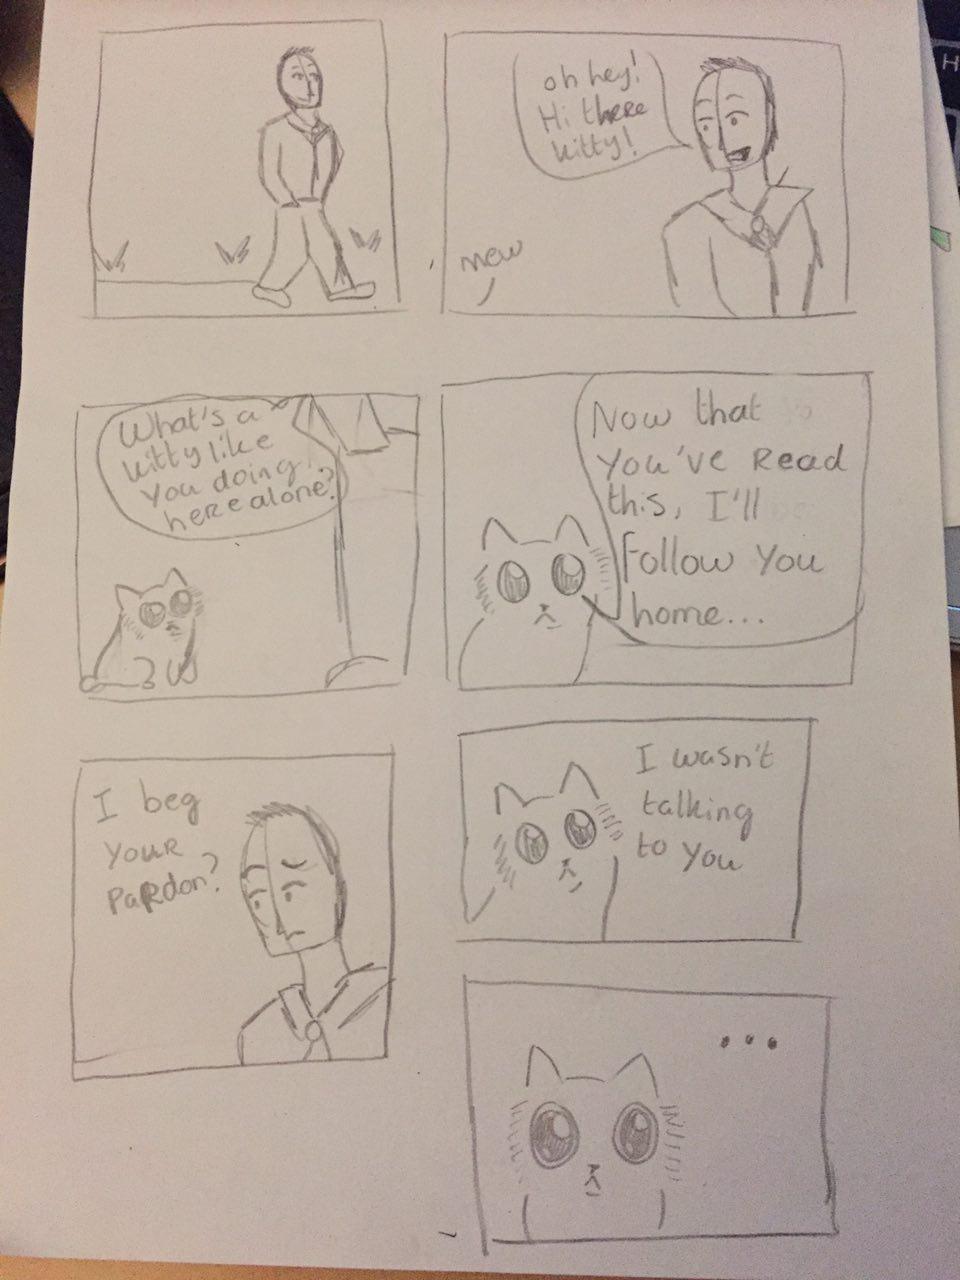 oh hey!
Hi there
kitty!
mew
What's a
kitty like
you doing
here alone?
Now that
you've read
this, I'll
follow you
home...
I beg
your
pardon?
I wasn't
talking
to you
...